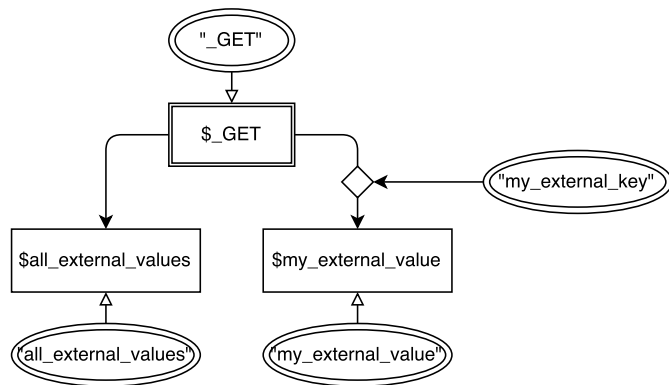 "_GET"
$_GET
"my_external_key"
$all_external_values
$my_external_value
"all_external_values"
"my_external_value"